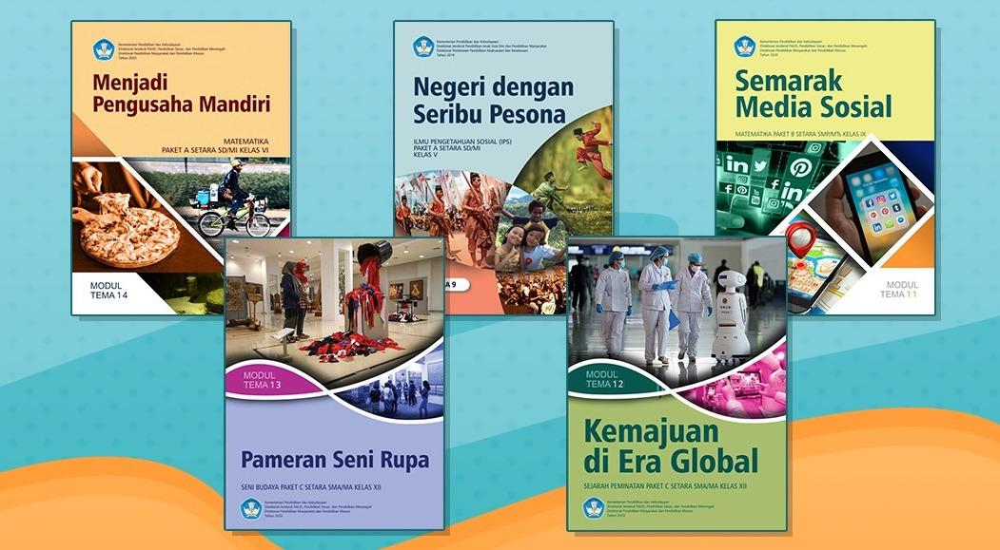 Kementerian Pendidikan dan Kebudayaan
Direktorat Jenderal PAUD, Pendidikan Dasar, dan Pendidikan Menengah
Direktorat Pendidikan Masyarakat dan Pendidikan Khusus
Tahun 2020
Menjadi
Pengusaha Mandiri
MATEMATIKA
PAKET A SETARA SD/MI KELAS VI
MODUL
TEMA 14
Kementerian Pendidikan dan Kebudayaan
Direktorat Jenderal Pendidikan Anak Usia Dini dan Pendidikan Masyarakat
Direktorat Pembinaan Pendidikan Keaksaraan dan Kesetaraan
Negeri dengan
Seribu Pesona
ILMU PENGETAHUAN SOSIAL (IPS)
PAKET A SETARA SD/MI
KELAS V
9
Kementerian Pendidikan dan Kebudayaan
Direktorat Jenderal PAUD, Pendidikan Dasar, dan Pendidikan Menengah
Direktorat Pendidikan Masyarakat dan Pendidikan Khusus
Tahun 2020
Semarak
Media Sosial
MATEMATIKA PAKET B SETARA SMP/MTs KELAS IX
MODUL
TEMA 11
MODUL
TEMA 13
Pameran Seni Rupa
SENI BUDAYA PAKET C SETARA SMA/MA KELAS XII
Kementerian Pendidikan dan Kebudayaan
Direktorat Jenderal PAUD, Pendidikan Dasar, dan Pendidikan Menengah
Direktorat Pendidikan Masyarakat dan Pendidikan Khusus
Tahun 2020
MODUL
TEMA 12
Kemajuan
di Era Global
SEJARAH PEMINATAN PAKET C SETARA SMA/MA KELAS XII
Kementerian Pendidikan dan Kebudayaan
Direktorat Jenderal PAUD, Pendidikan Dasar, dan Pendidikan Menengah
Direktorat Pendidikan Masyarakat dan Pendidikan Khusus
Tahun 2020